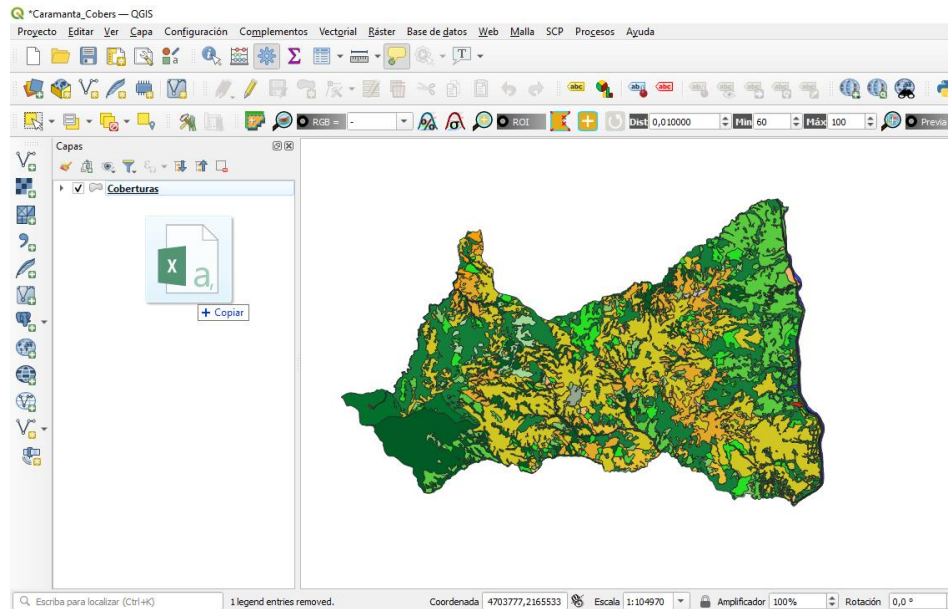 *Caramanta_Cobers — QGIS
Proyecto Editar Ver Capa Configuración Complementos Vectorial Ráster Base de datos Web Malla SCP Procesos Ayuda
RGB = - ROI Dist 0,010000 Mín 60 Máx 100 Previa
Capas
Coberturas
X a,
+ Copiar
Escriba para localizar (Ctrl+K) 1 legend entries removed. Coordenada 4703777,2165533 Escala 1:104970 Amplificador 100% Rotación 0,0 °